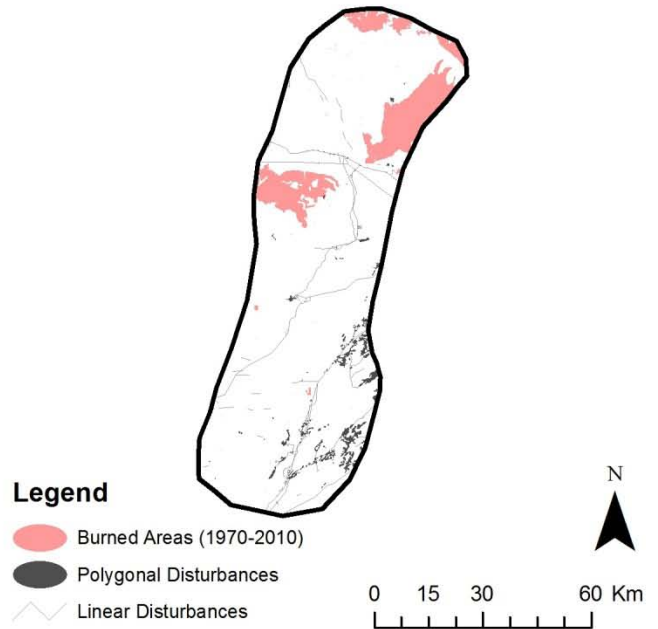 Legend
Burned Areas (1970-2010)
Polygonal Disturbances
Linear Disturbances
N
0 15 30 60 Km